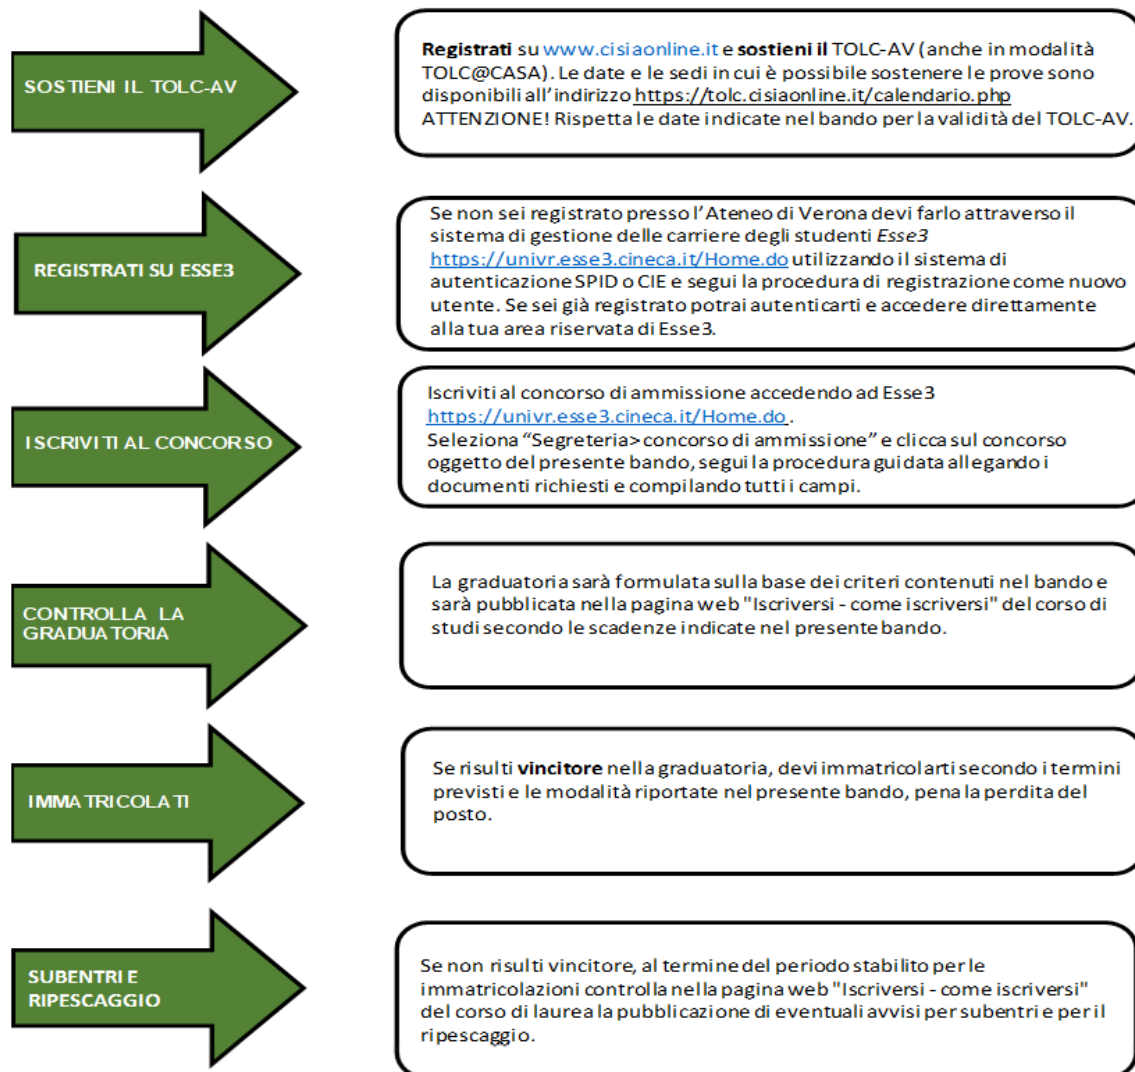 SOSTIENI IL TOLC-AV
Registrati su www.cisiaonline.it e sostieni il TOLC-AV (anche in modalità
TOLC@CASA). Le date e le sedi in cui è possibile sostenere le prove sono
disponibili all'indirizzo https://tolc.cisiaonline.it/calendario.php
ATTENZIONE! Rispetta le date indicate nel bando per la validità del TOLC-AV.
REGISTRATI SU ESSE3
Se non sei registrato presso l'Ateneo di Verona devi farlo attraverso il
sistema di gestione delle carriere degli studenti Esse3
https://univr.esse3.cineca.it/Home.do utilizzando il sistema di
autenticazione SPID o CIE e segui la procedura di registrazione come nuovo
utente. Se sei già registrato potrai autenticarti e accedere direttamente
alla tua area riservata di Esse3.
ISCRIVITI AL CONCORSO
Iscriviti al concorso di ammissione accedendo ad Esse3
https://univr.esse3.cineca.it/Home.do .
Seleziona “Segreteria> concorso di ammissione” e clicca sul concorso
oggetto del presente bando, segui la procedura guidata allegando i
documenti richiesti e compilando tutti i campi.
CONTROLLA LA
GRADUATORIA
La graduatoria sarà formulata sulla base dei criteri contenuti nel bando e
sarà pubblicata nella pagina web "Iscriversi - come iscriversi" del corso di
studi secondo le scadenze indicate nel presente bando.
IMMATRICOLATI
Se risulti vincitore nella graduatoria, devi immatricolarti secondo i termini
previsti e le modalità riportate nel presente bando, pena la perdita del
posto.
SUBENTRI E
RIPESCAGGIO
Se non risulti vincitore, al termine del periodo stabilito per le
immatricolazioni controlla nella pagina web "Iscriversi - come iscriversi"
del corso di laurea la pubblicazione di eventuali avvisi per subentri e per il
ripescaggio.